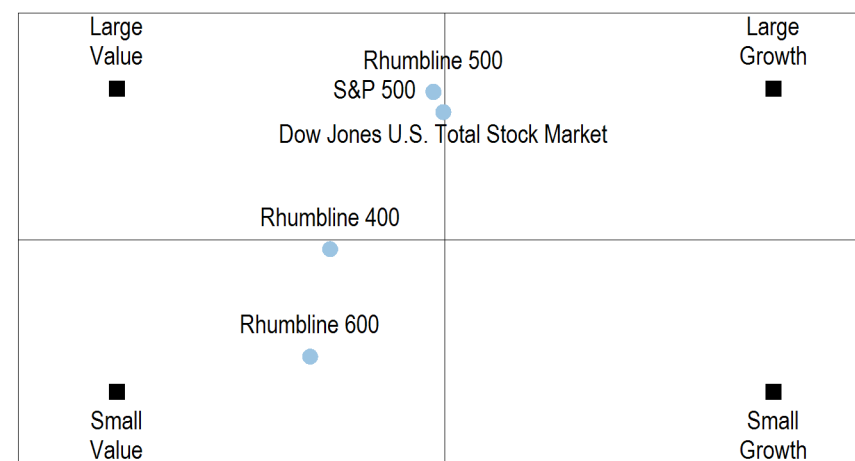 Large
Value
Large
Growth
Rhumbline 500
S&P 500
Dow Jones U.S. Total Stock Market
Rhumbline 400
Rhumbline 600
Small
Value
Small
Growth